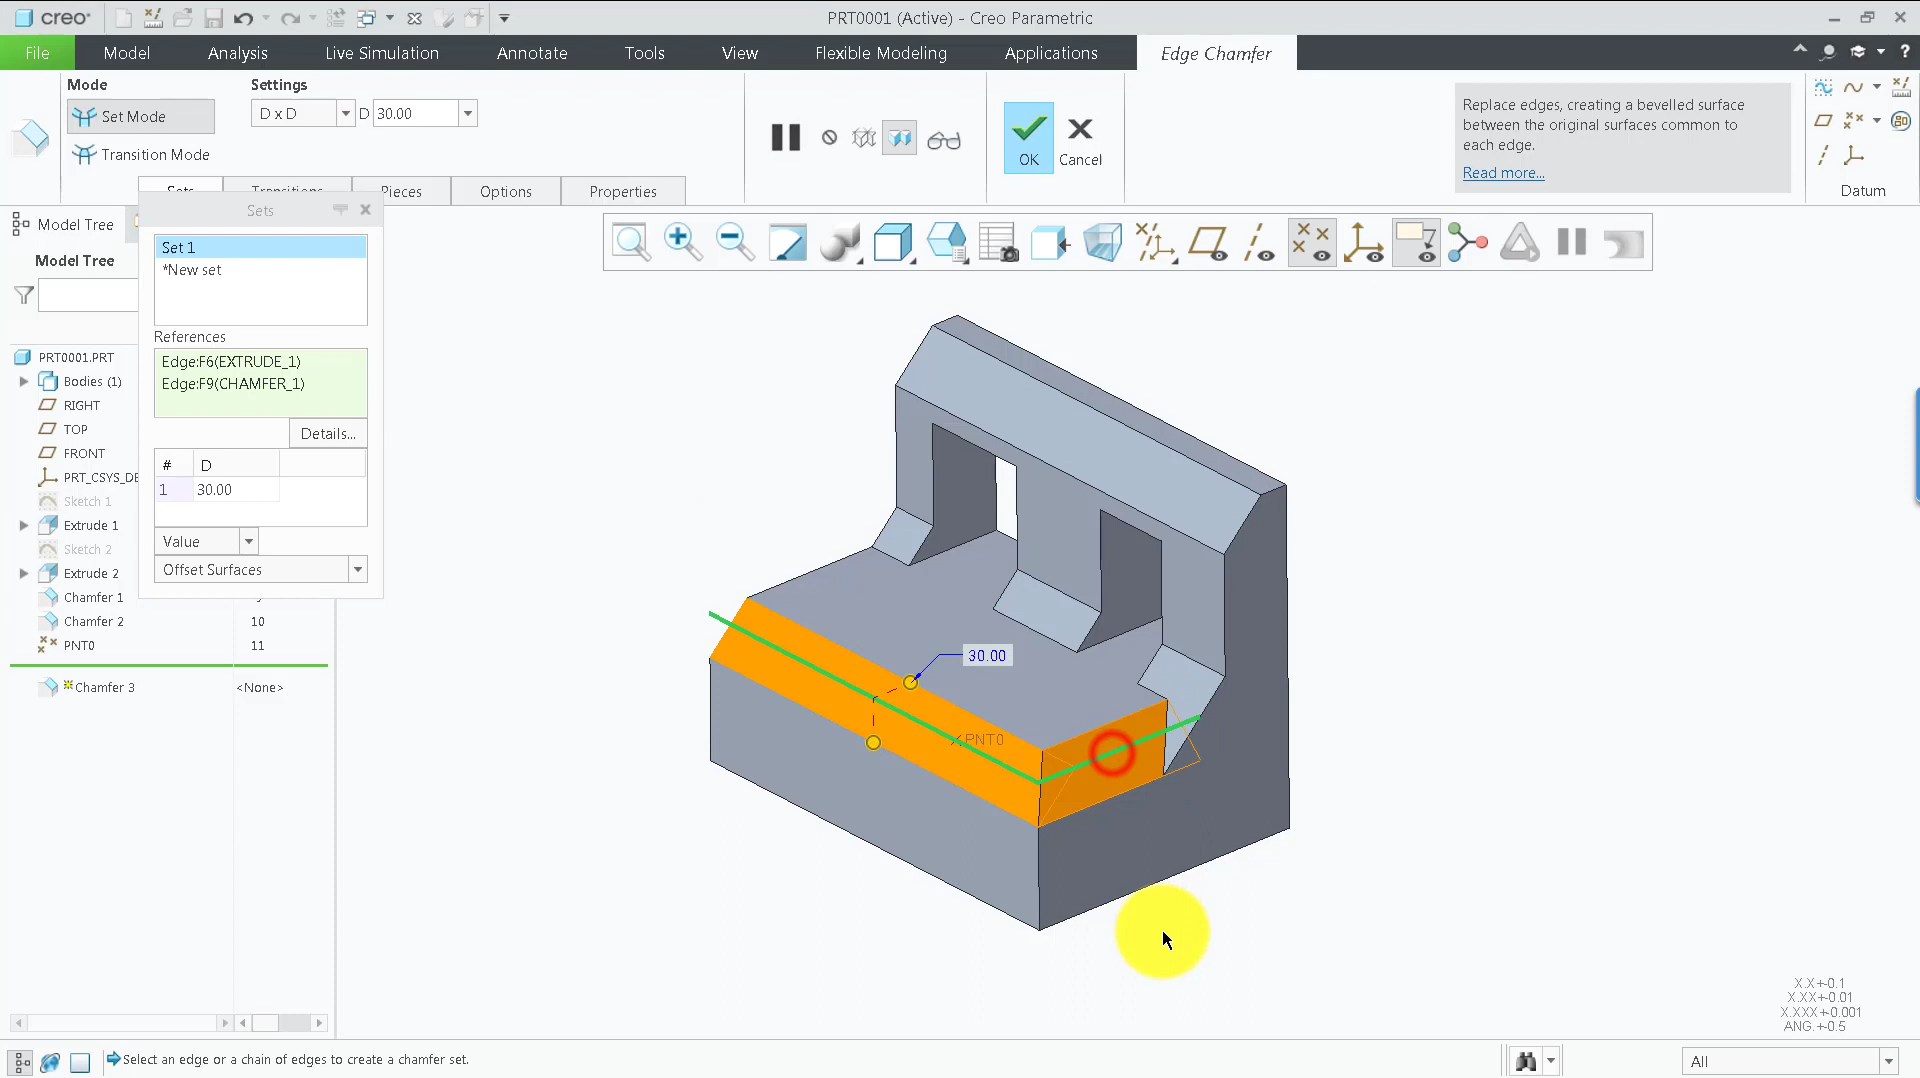 creo
PRT0001 (Active) - Creo Parametric
File
Model
Analysis
Live Simulation
Annotate
Tools
View
Flexible Modeling
Applications
Edge Chamfer
?
Mode
Set Mode
Transition Mode
Settings
D x D
D
30.00
OK
Cancel
Replace edges, creating a bevelled surface
between the original surfaces common to
each edge.
Read more...
Datum
Sets
Transitions
Pieces
Options
Properties
Model Tree
Sets
Set 1
*New set
References
Edge:F6(EXTRUDE_1)
Edge:F9(CHAMFER_1)
Details...
# D
1 30.00
Value
Offset Surfaces
Model Tree
PRT0001.PRT
Bodies (1)
RIGHT
TOP
FRONT
PRT_CSYS_DE
Sketch 1
Extrude 1
Sketch 2
Extrude 2
Chamfer 1
Chamfer 2 10
PNT0 11
Chamfer 3 <None>
30.00
PNT0
X.X+-0.1
X.XX+-0.01
X.XXX+-0.001
ANG.+-0.5
Select an edge or a chain of edges to create a chamfer set.
All